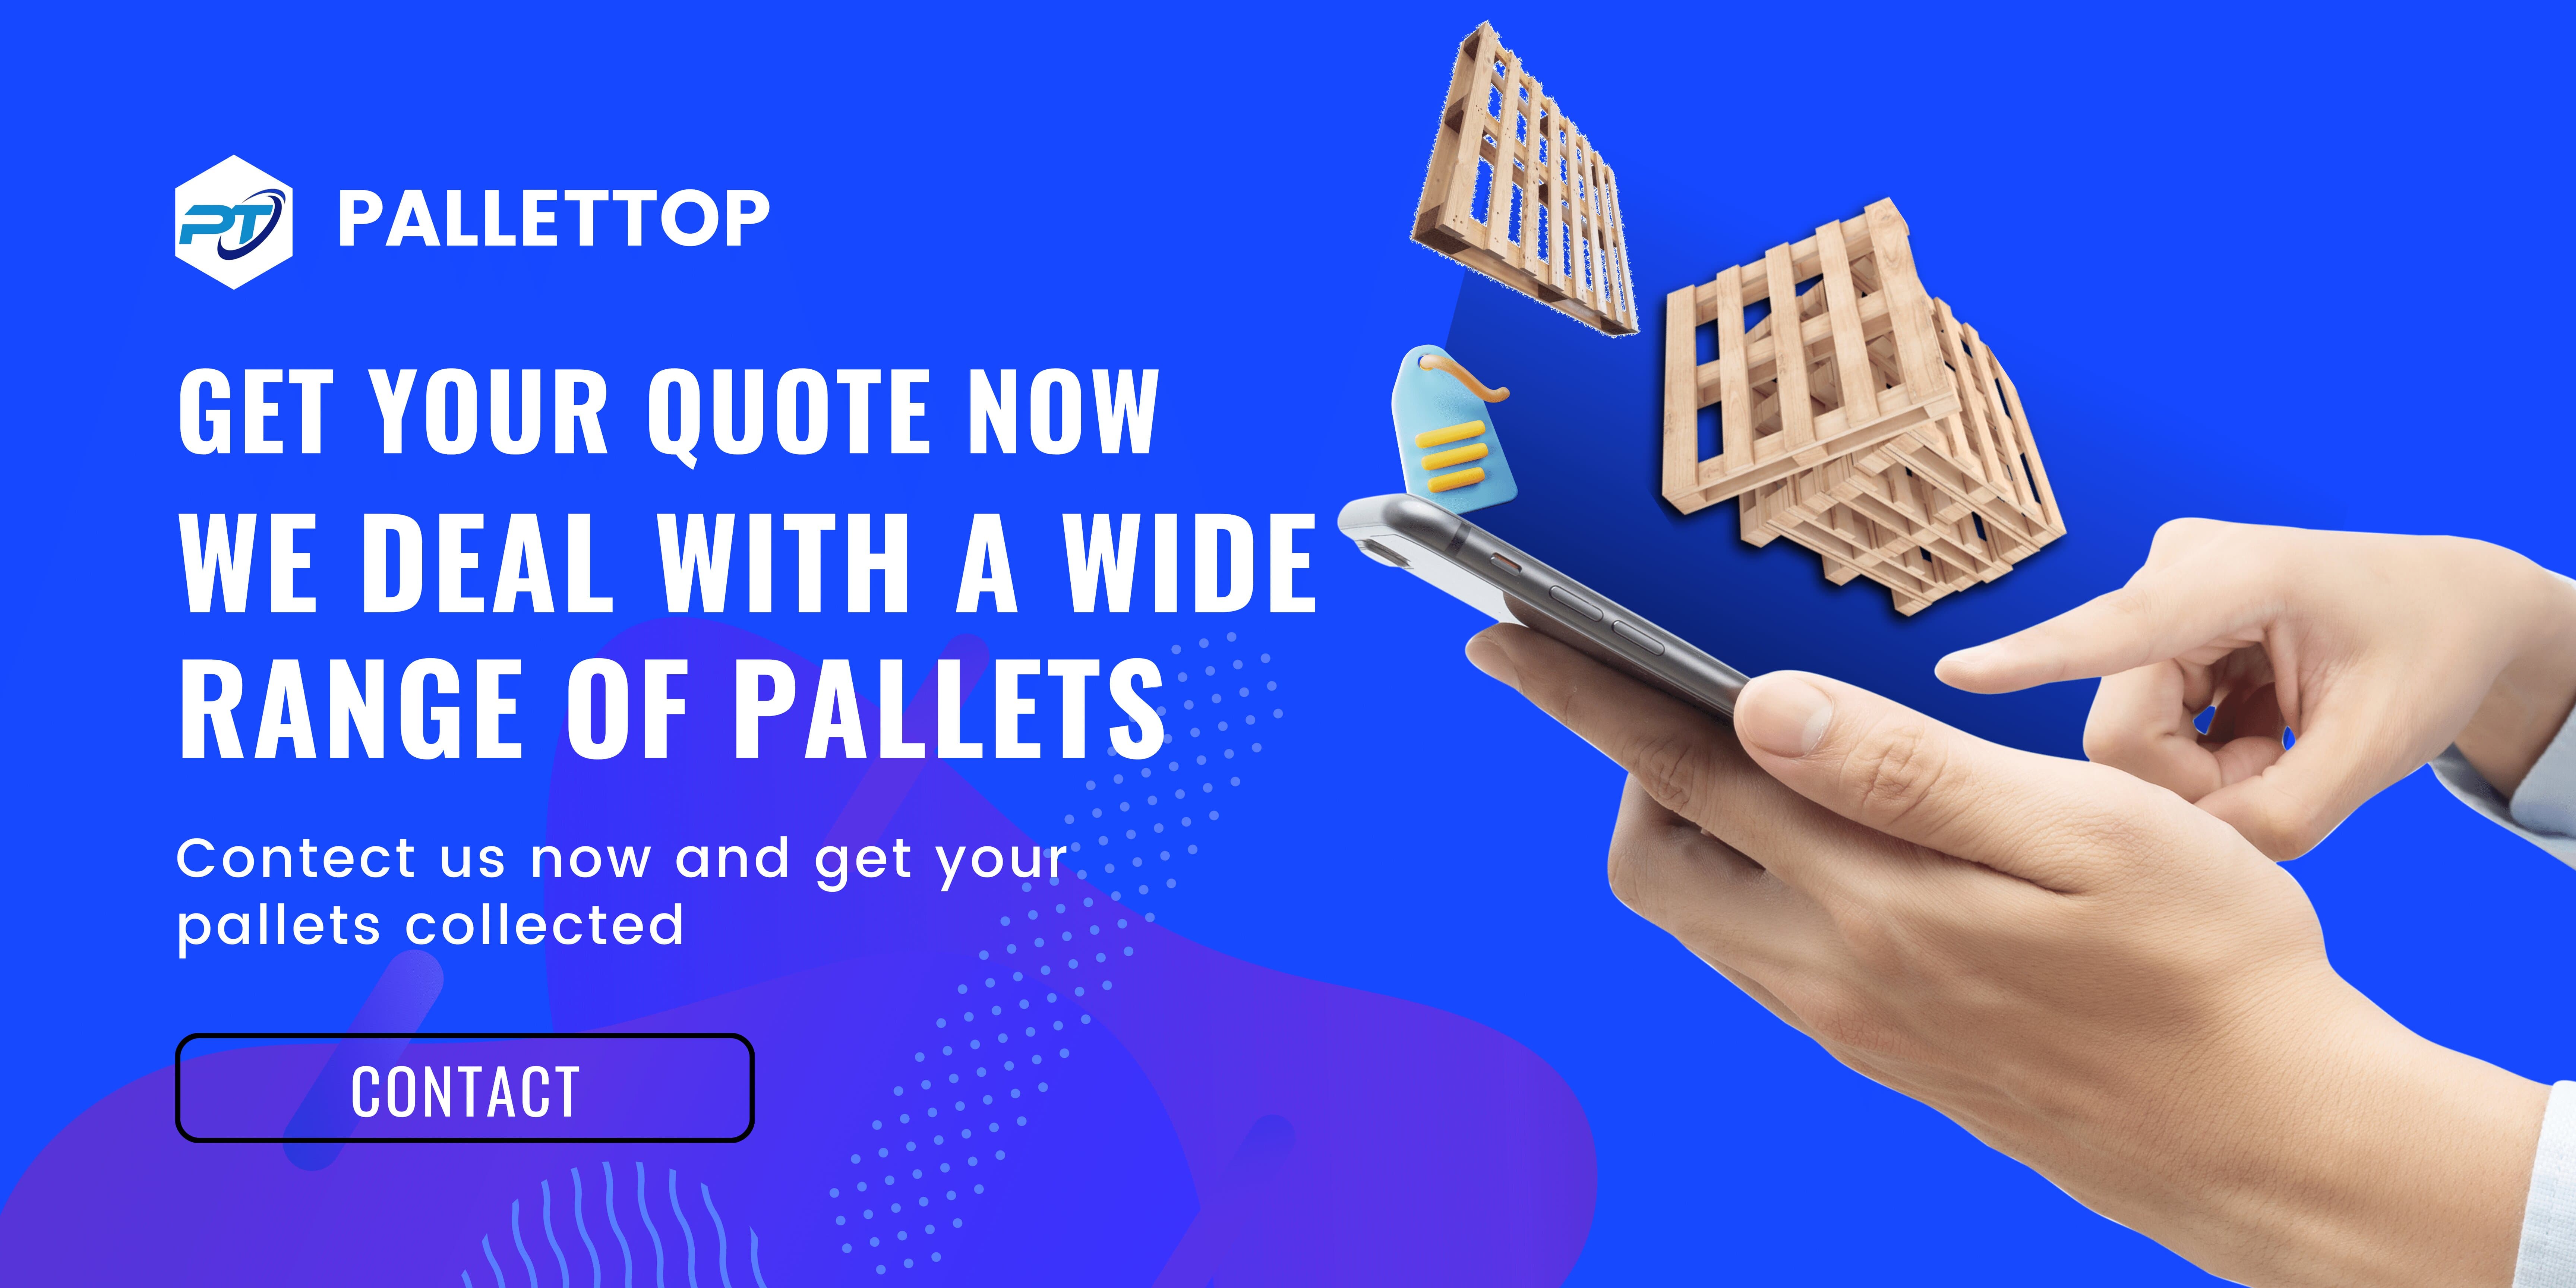 PT
PALLETTOP
GET YOUR QUOTE NOW
WE DEAL WITH A WIDE
RANGE OF PALLETS
Contect us now and get your
pallets collected
CONTACT